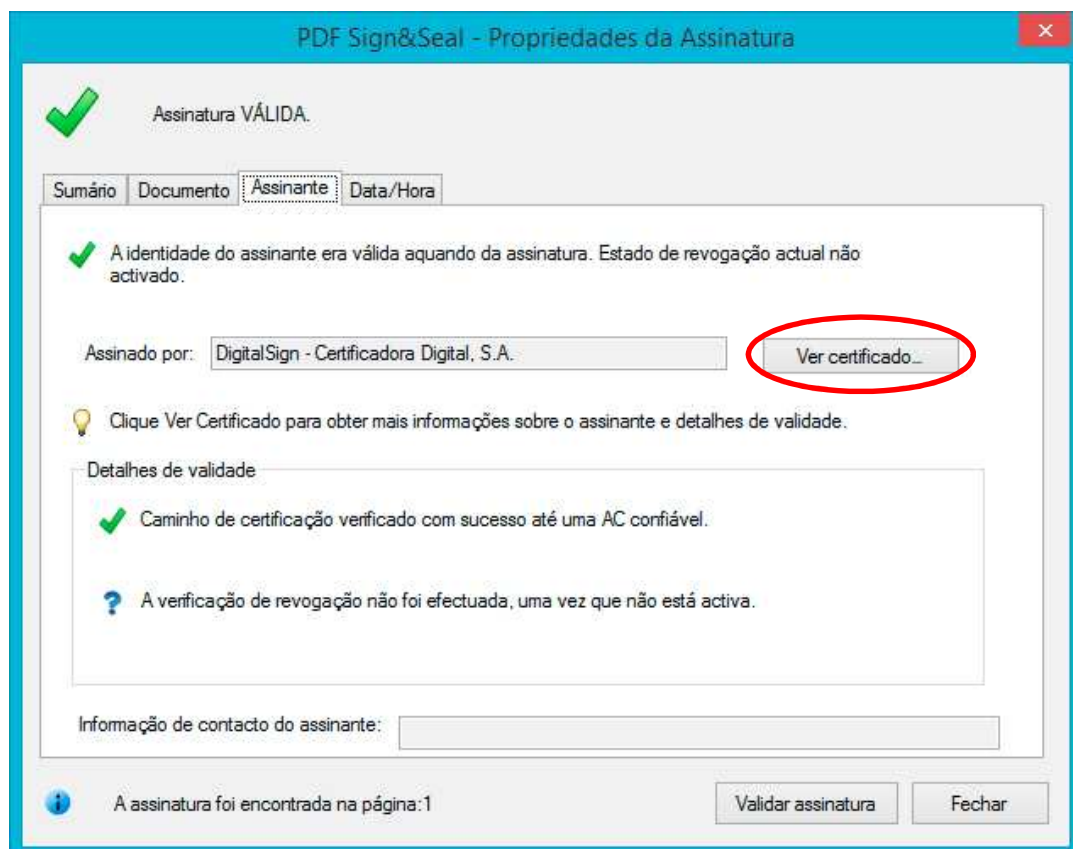 PDF Sign&Seal - Propriedades da Assinatura
Assinatura VÁLIDA.
Sumário Documento Assinante Data/Hora
A identidade do assinante era válida aquando da assinatura. Estado de revogação actual não
activado.
Assinado por: DigitalSign - Certificadora Digital, S.A. Ver certificado...
Clique Ver Certificado para obter mais informações sobre o assinante e detalhes de validade.
Detalhes de validade
Caminho de certificação verificado com sucesso até uma AC confiável.
A verificação de revogação não foi efectuada, uma vez que não está activa.
Informação de contacto do assinante:
A assinatura foi encontrada na página:1 Validar assinatura Fechar